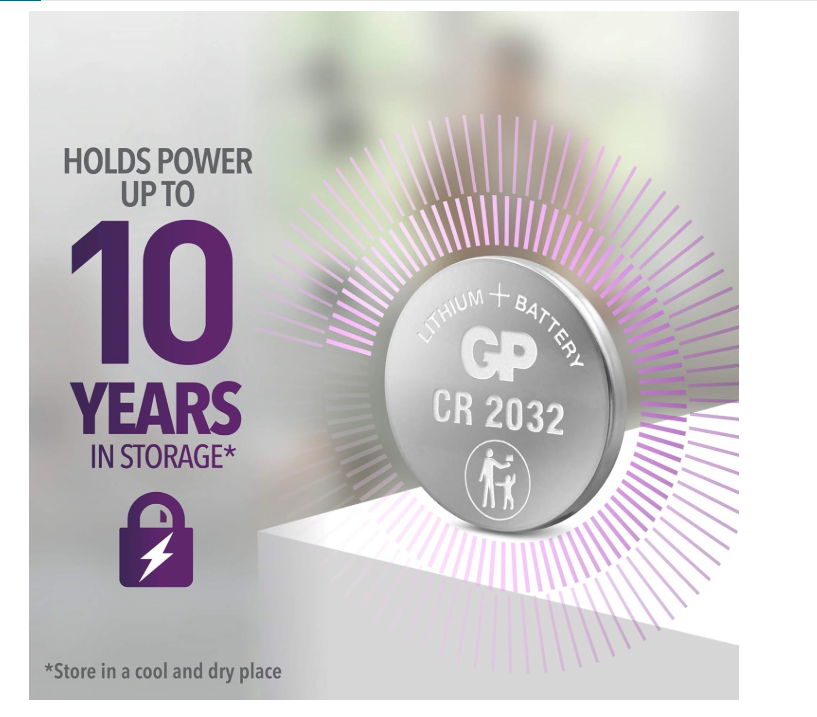 HOLDS POWER
UP TO
10
YEARS
IN STORAGE*
LITHIUM + BATTERY
GP
CR 2032
*Store in a cool and dry place